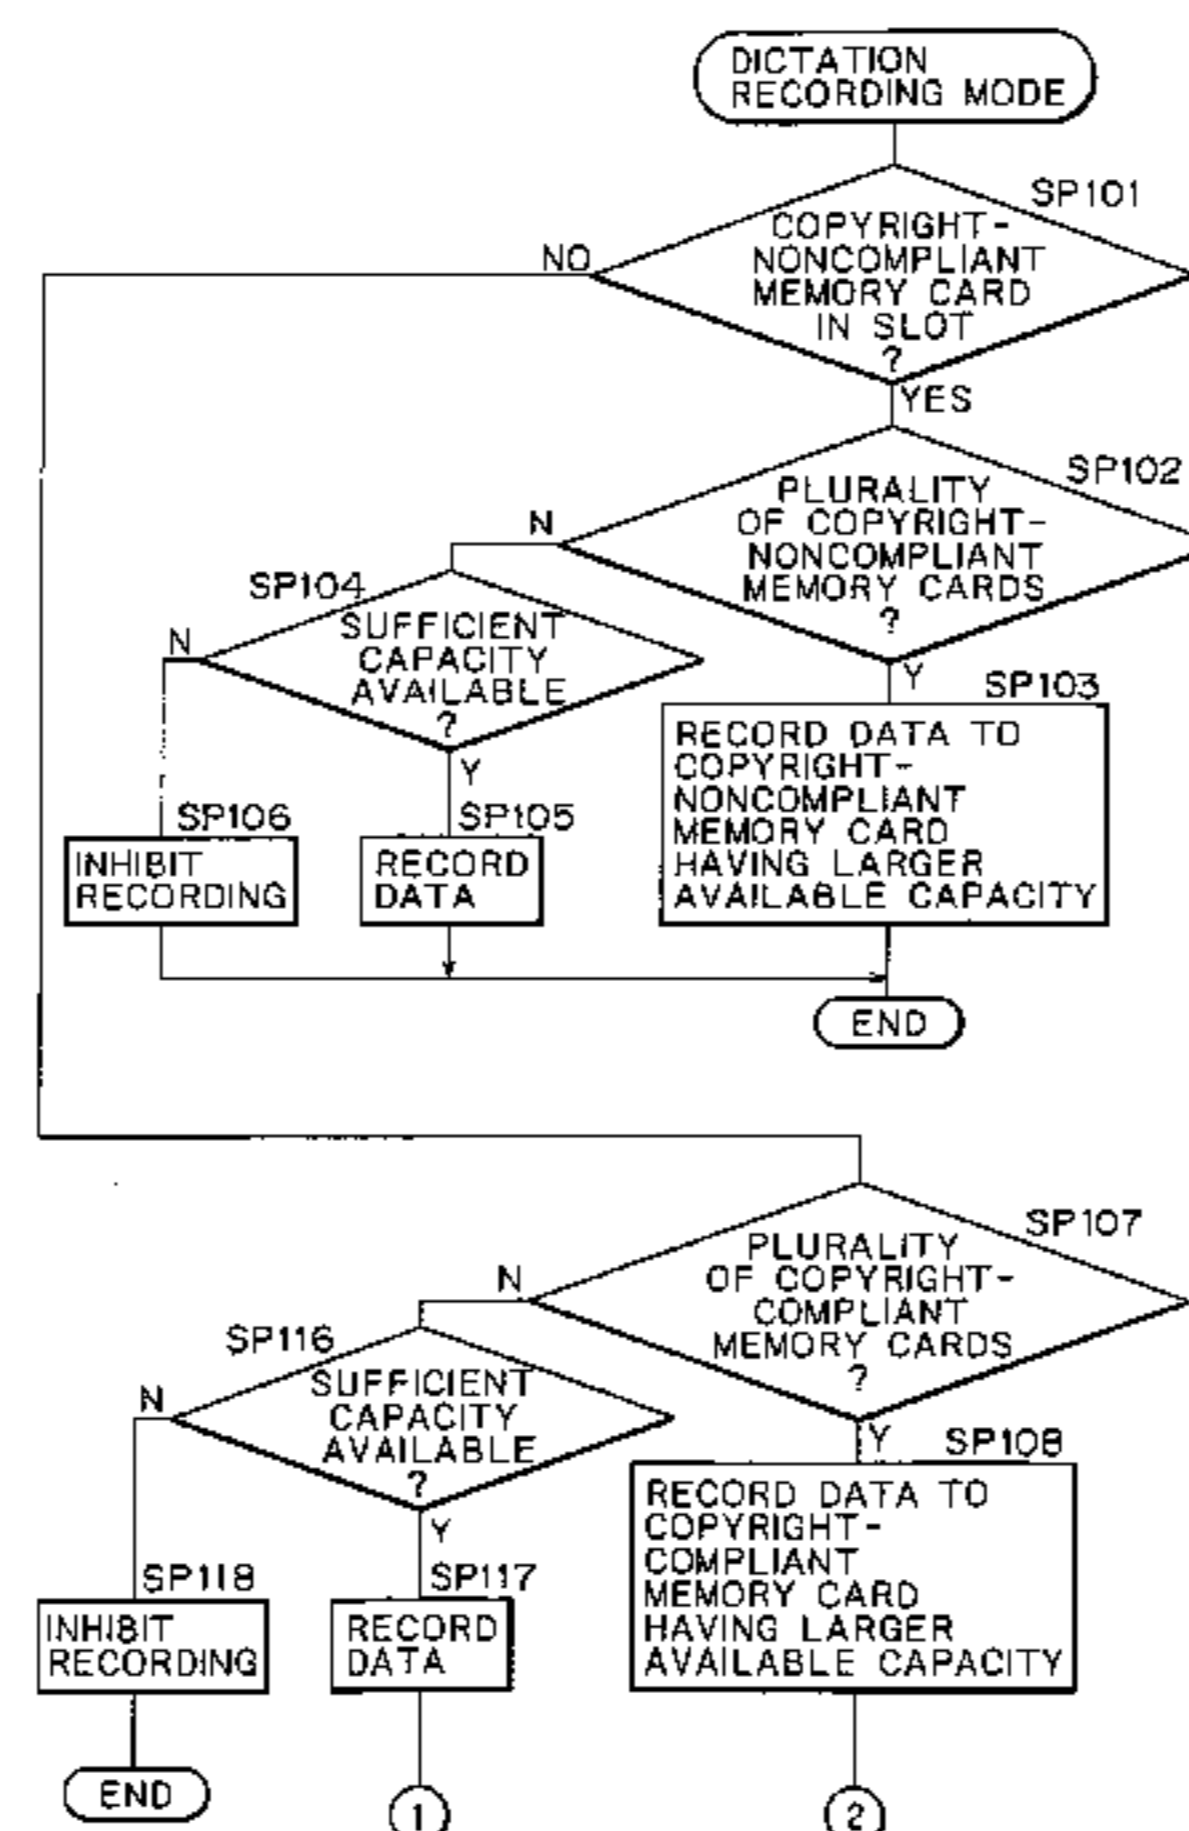 DICTATION
RECORDING MODE
SP101
COPYRIGHT-
NONCOMPLIANT
MEMORY CARD
IN SLOT
?
NO
YES
SP102
PLURALITY
OF COPYRIGHT-
NONCOMPLIANT
MEMORY CARDS
?
N
Y
SP104
SUFFICIENT
CAPACITY
AVAILABLE
?
N
Y
SP103
RECORD DATA TO
COPYRIGHT-
NONCOMPLIANT
MEMORY CARD
HAVING LARGER
AVAILABLE CAPACITY
SP106
INHIBIT
RECORDING
SP105
RECORD
DATA
END
SP107
PLURALITY
OF COPYRIGHT-
COMPLIANT
MEMORY CARDS
?
N
Y
SP116
SUFFICIENT
CAPACITY
AVAILABLE
?
N
Y
SP108
RECORD DATA TO
COPYRIGHT-
COMPLIANT
MEMORY CARD
HAVING LARGER
AVAILABLE CAPACITY
SP118
INHIBIT
RECORDING
SP117
RECORD
DATA
END
1
2